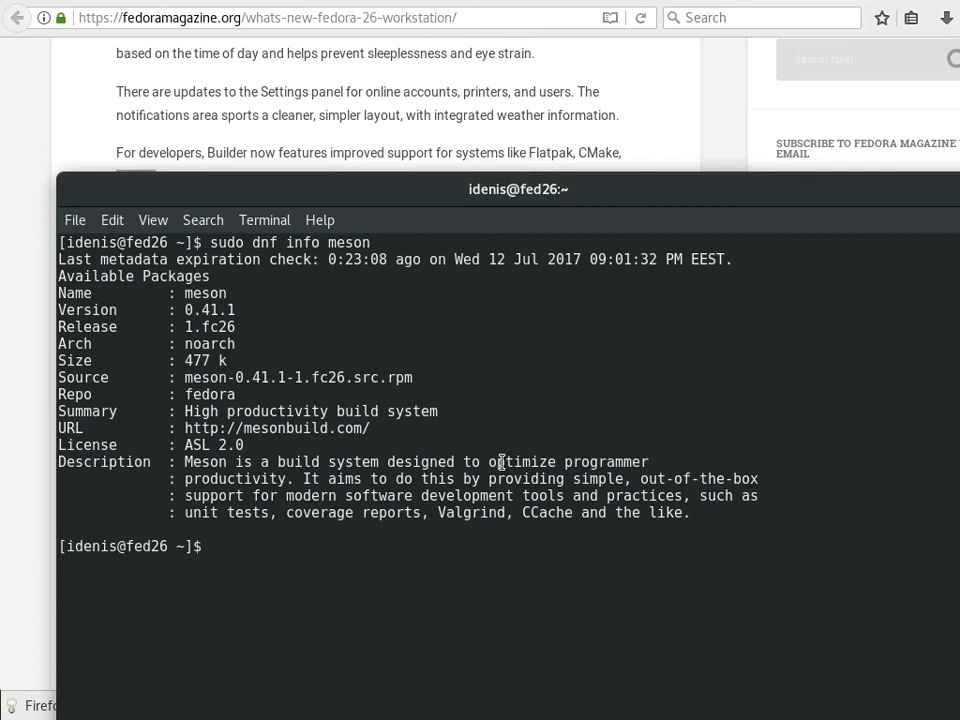 https://fedoramagazine.org/whats-new-fedora-26-workstation/
Search
based on the time of day and helps prevent sleeplessness and eye strain.
There are updates to the Settings panel for online accounts, printers, and users. The
notifications area sports a cleaner, simpler layout, with integrated weather information.
For developers, Builder now features improved support for systems like Flatpak, CMake,
Search form
SUBSCRIBE TO FEDORA MAGAZINE
EMAIL
idenis@fed26:~
File Edit View Search Terminal Help
[idenis@fed26 ~]$ sudo dnf info meson
Last metadata expiration check: 0:23:08 ago on Wed 12 Jul 2017 09:01:32 PM EEST.
Available Packages
Name : meson
Version : 0.41.1
Release : 1.fc26
Arch : noarch
Size : 477 k
Source : meson-0.41.1-1.fc26.src.rpm
Repo : fedora
Summary : High productivity build system
URL : http://mesonbuild.com/
License : ASL 2.0
Description : Meson is a build system designed to optimize programmer
: productivity. It aims to do this by providing simple, out-of-the-box
: support for modern software development tools and practices, such as
: unit tests, coverage reports, Valgrind, CCache and the like.
[idenis@fed26 ~]$
Firefo